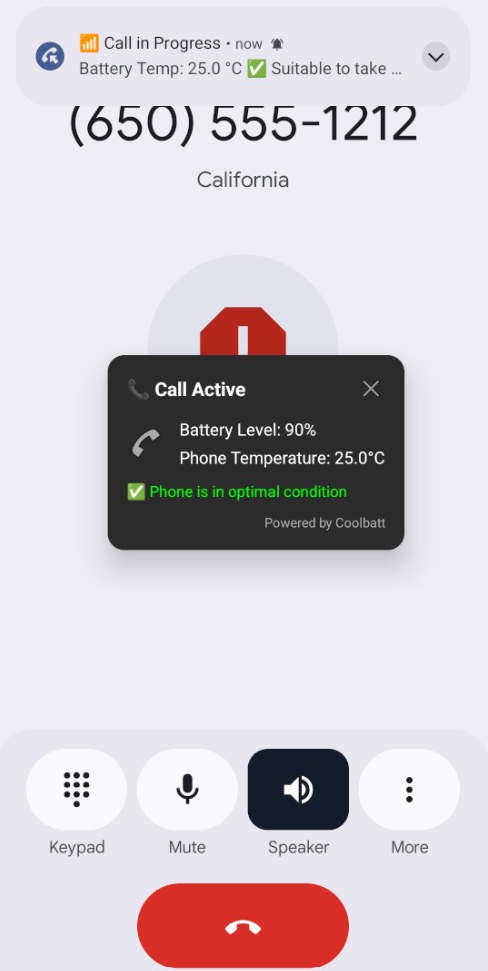 📶 Call in Progress • now
Battery Temp: 25.0 °C ✅ Suitable to take ...
(650) 555-1212
California
📞 Call Active
Battery Level: 90%
Phone Temperature: 25.0°C
✅ Phone is in optimal condition
Powered by Coolbatt
Keypad
Mute
Speaker
More